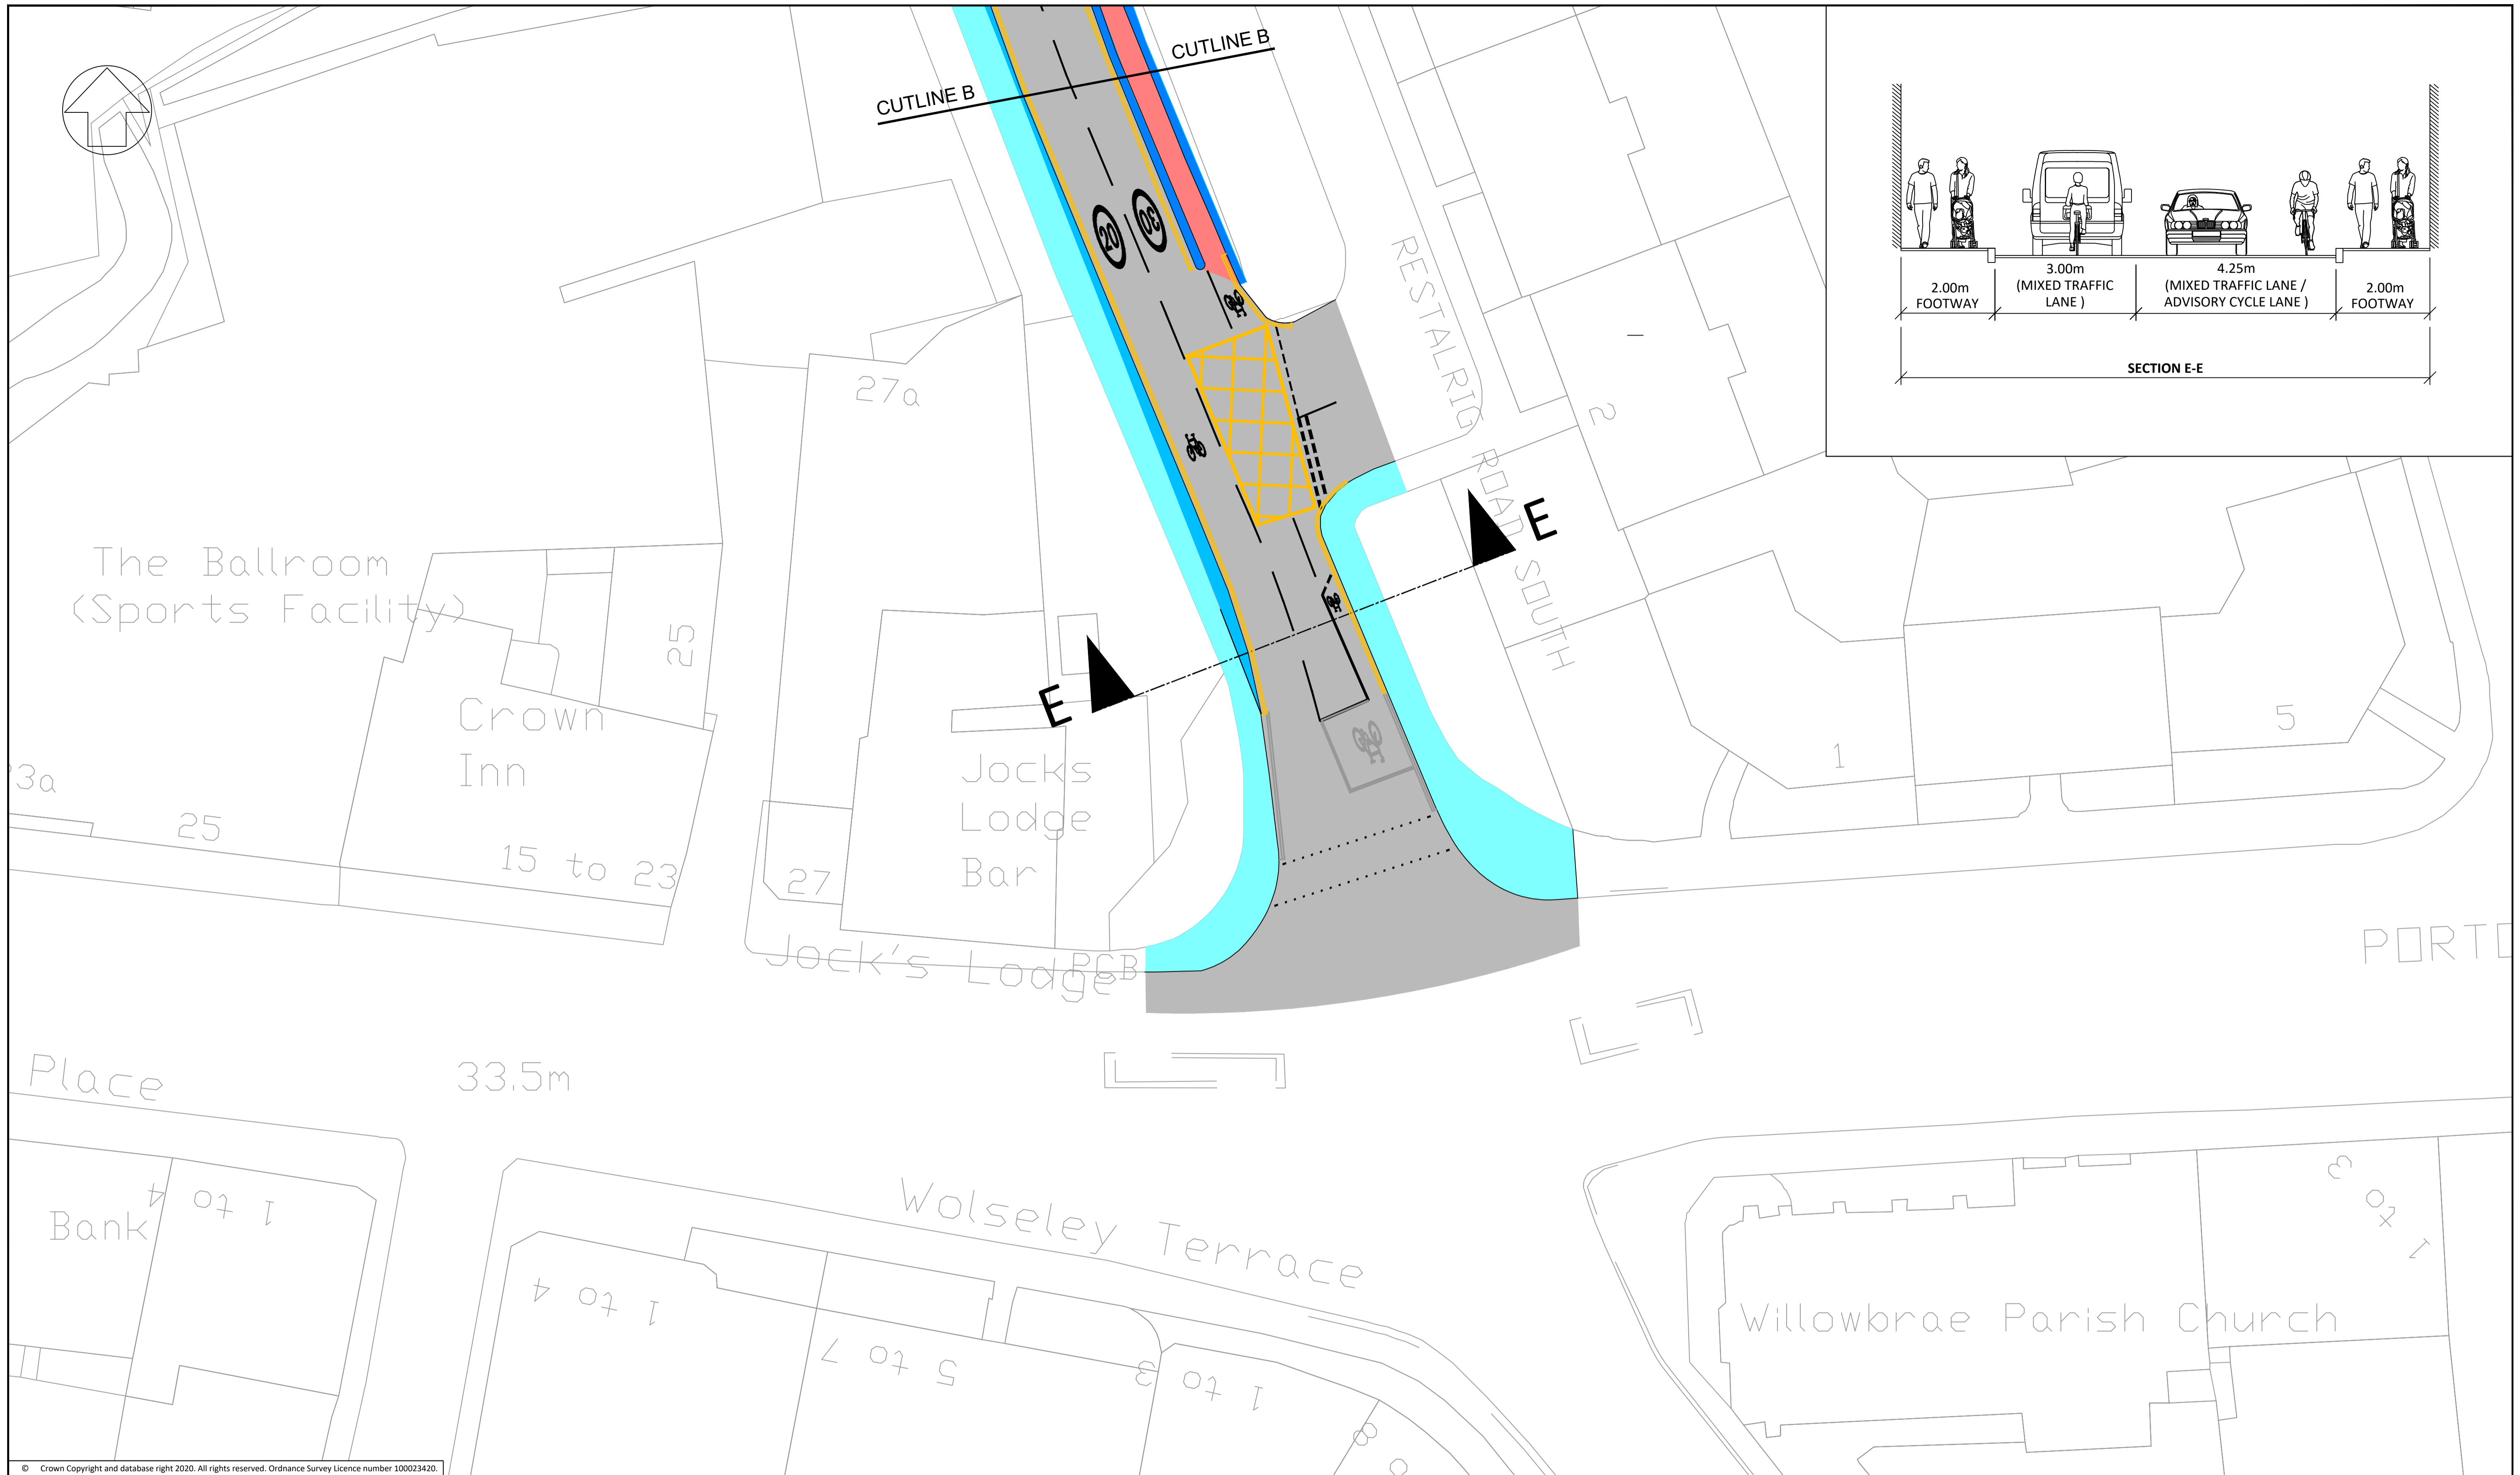 CUTLINE B
CUTLINE B
20
30
3.00m
(MIXED TRAFFIC
LANE )
4.25m
(MIXED TRAFFIC LANE /
ADVISORY CYCLE LANE )
2.00m
FOOTWAY
2.00m
FOOTWAY
SECTION E-E
RESTALRIG ROAD SOUTH
27a
2
The Ballroom
(Sports Facility)
25
Crown
Inn
E
E
Jocks
Lodge
Bar
3a
25
15 to 23
27
1
5
Jock's Lodge
PCB
PORTO
Place
33.5m
Bank
1 to 4
Wolseley Terrace
1 to 4
5 to 7
1 to 3
8
1 to 3
Willowbrae Parish Church
© Crown Copyright and database right 2020. All rights reserved. Ordnance Survey Licence number 100023420.